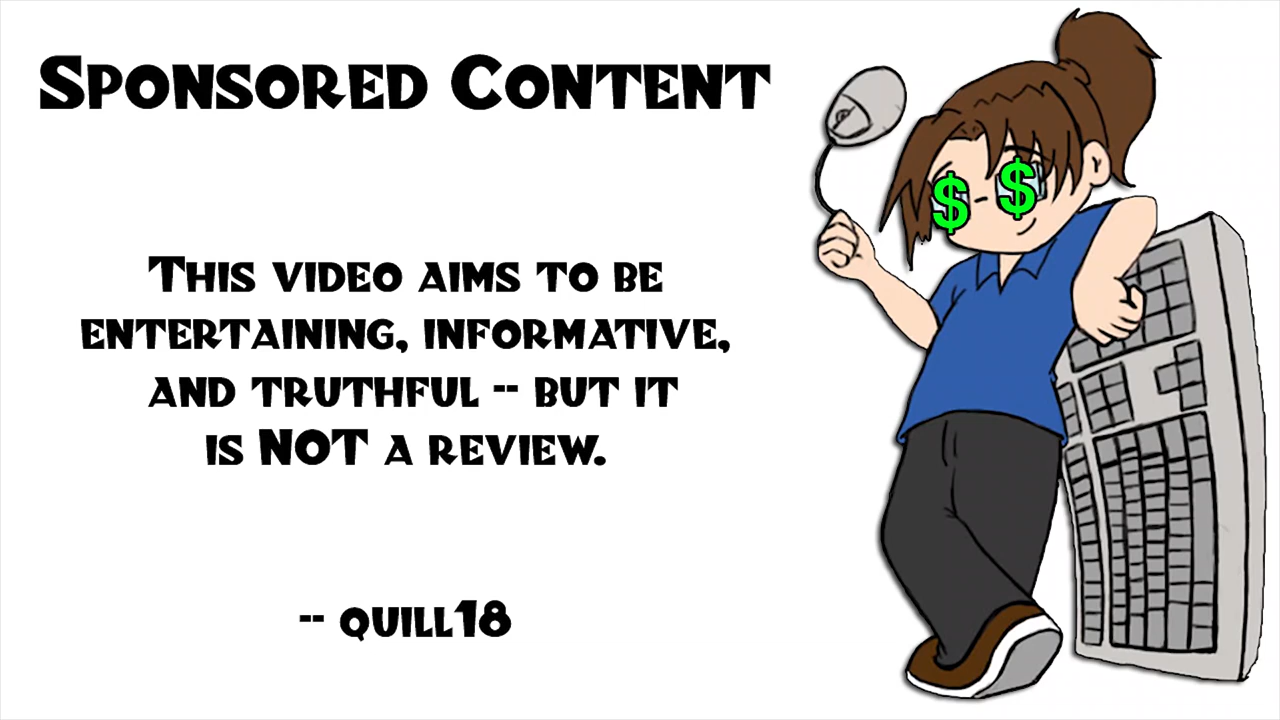 Sponsored Content
This video aims to be
entertaining, informative,
and truthful -- but it
is NOT a review.
-- quill18
$ $